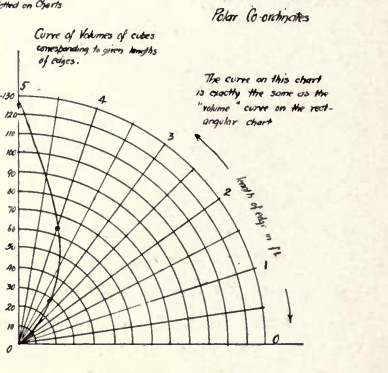 otted on Charts
Polar Co-ordinates
Curve of Volumes of cubes
corresponding to given lengths
of edges.
The curve on this chart
is exactly the same as the
"volume" curve on the rect-
angular chart
5
4
3
2
1
0
length of edge in ft.
130
120
110
100
90
80
70
60
50
40
30
20
10
0